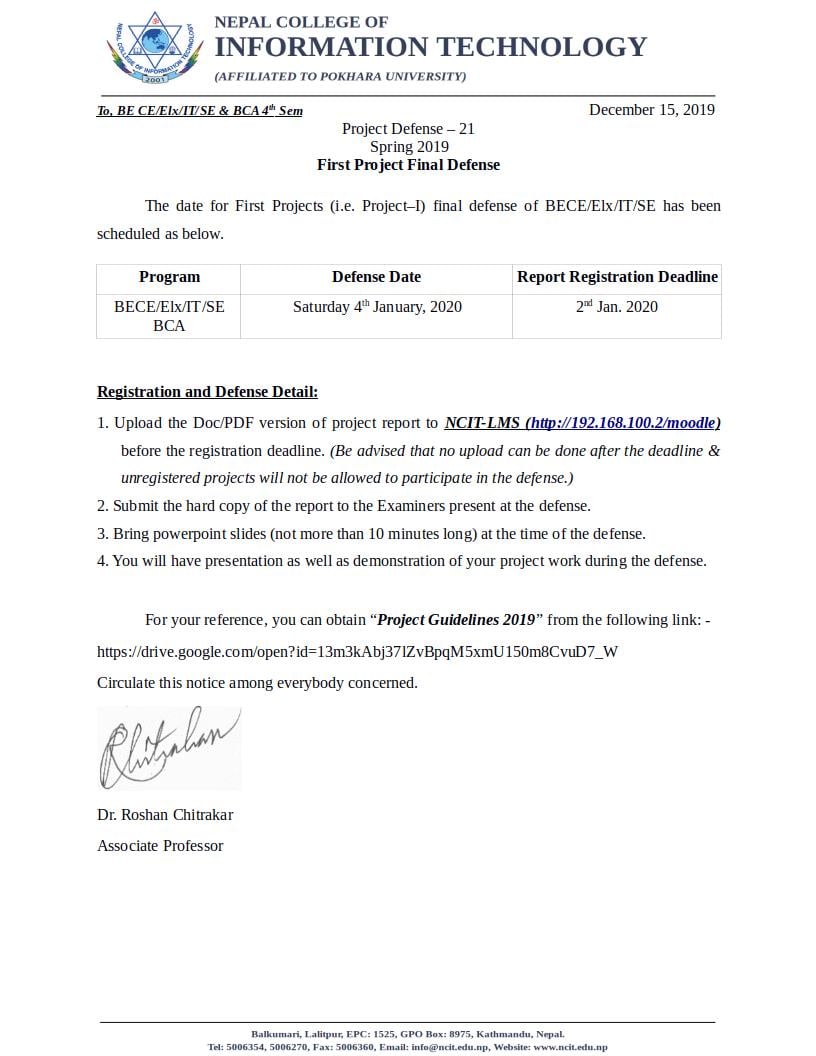 NEPAL COLLEGE OF
INFORMATION TECHNOLOGY
(AFFILIATED TO POKHARA UNIVERSITY)
NEPAL COLLEGE OF INFORMATION TECHNOLOGY
2001
To, BE CE/Elx/IT/SE & BCA 4th Sem December 15, 2019
Project Defense – 21
Spring 2019
First Project Final Defense
The date for First Projects (i.e. Project–I) final defense of BECE/Elx/IT/SE has been
scheduled as below.
Program Defense Date Report Registration Deadline
BECE/Elx/IT/SE Saturday 4th January, 2020 2nd Jan. 2020
BCA
Registration and Defense Detail:
1. Upload the Doc/PDF version of project report to NCIT-LMS (http://192.168.100.2/moodle)
before the registration deadline. (Be advised that no upload can be done after the deadline &
unregistered projects will not be allowed to participate in the defense.)
2. Submit the hard copy of the report to the Examiners present at the defense.
3. Bring powerpoint slides (not more than 10 minutes long) at the time of the defense.
4. You will have presentation as well as demonstration of your project work during the defense.
For your reference, you can obtain “Project Guidelines 2019” from the following link: -
https://drive.google.com/open?id=13m3kAbj37lZvBpqM5xmU150m8CvuD7_W
Circulate this notice among everybody concerned.
RChitrakar
Dr. Roshan Chitrakar
Associate Professor
Balkumari, Lalitpur, EPC: 1525, GPO Box: 8975, Kathmandu, Nepal.
Tel: 5006354, 5006270, Fax: 5006360, Email: info@ncit.edu.np, Website: www.ncit.edu.np